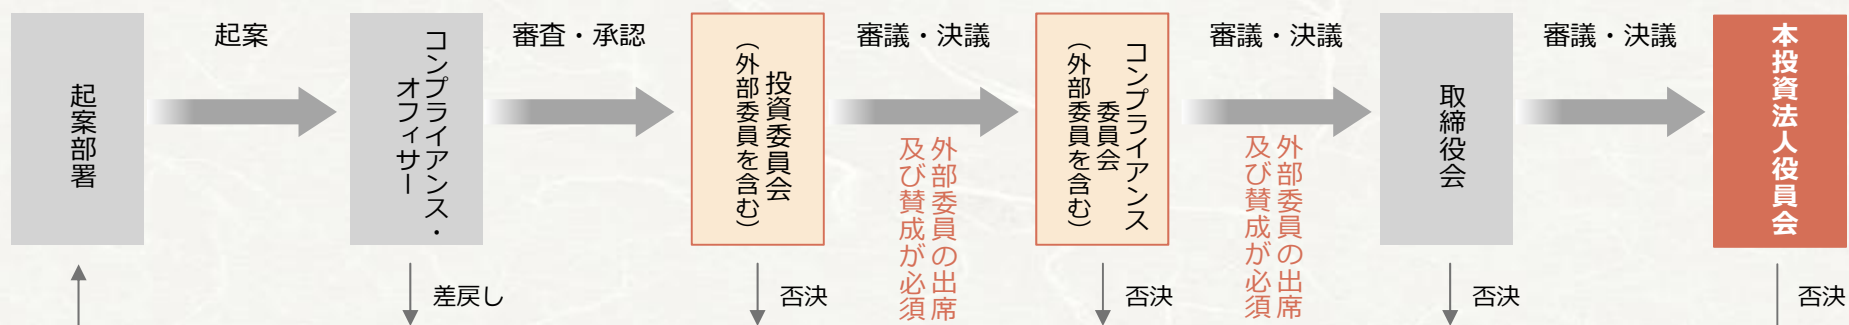 起案部署
起案
コンプライアンス・
オフィサー
審査・承認
投資委員会
（外部委員を含む）
審議・決議
外部委員の出席
及び賛成が必須
コンプライアンス
委員会
（外部委員を含む）
審議・決議
外部委員の出席
及び賛成が必須
取締役会
審議・決議
本投資法人役員会
差戻し
否決
否決
否決
否決